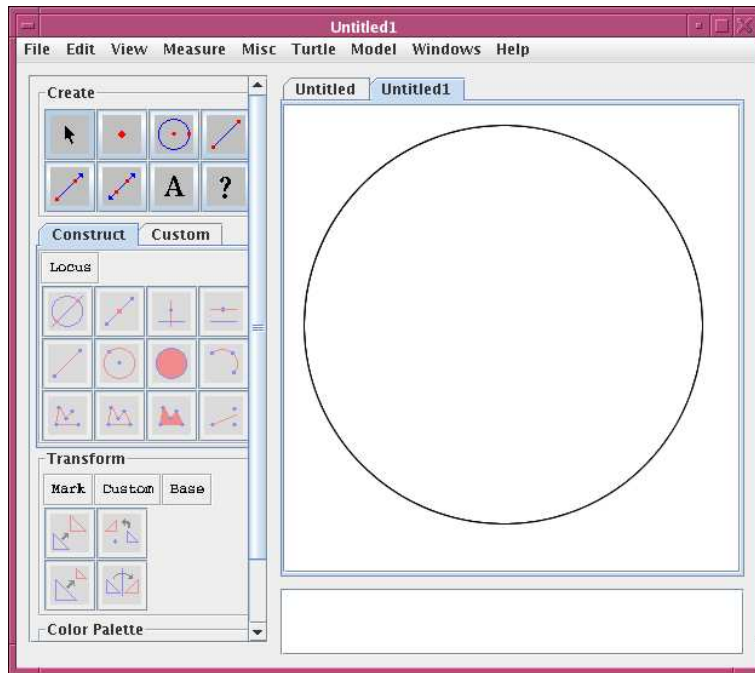 Untitled1
File Edit View Measure Misc Turtle Model Windows Help
Create
A ?
Construct Custom
Locus
Transform
Mark Custom Base
Color Palette
Untitled Untitled1